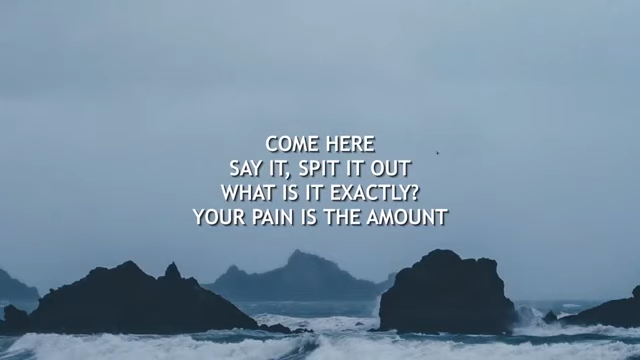 COME HERE
SAY IT, SPIT IT OUT
WHAT IS IT EXACTLY?
YOUR PAIN IS THE AMOUNT